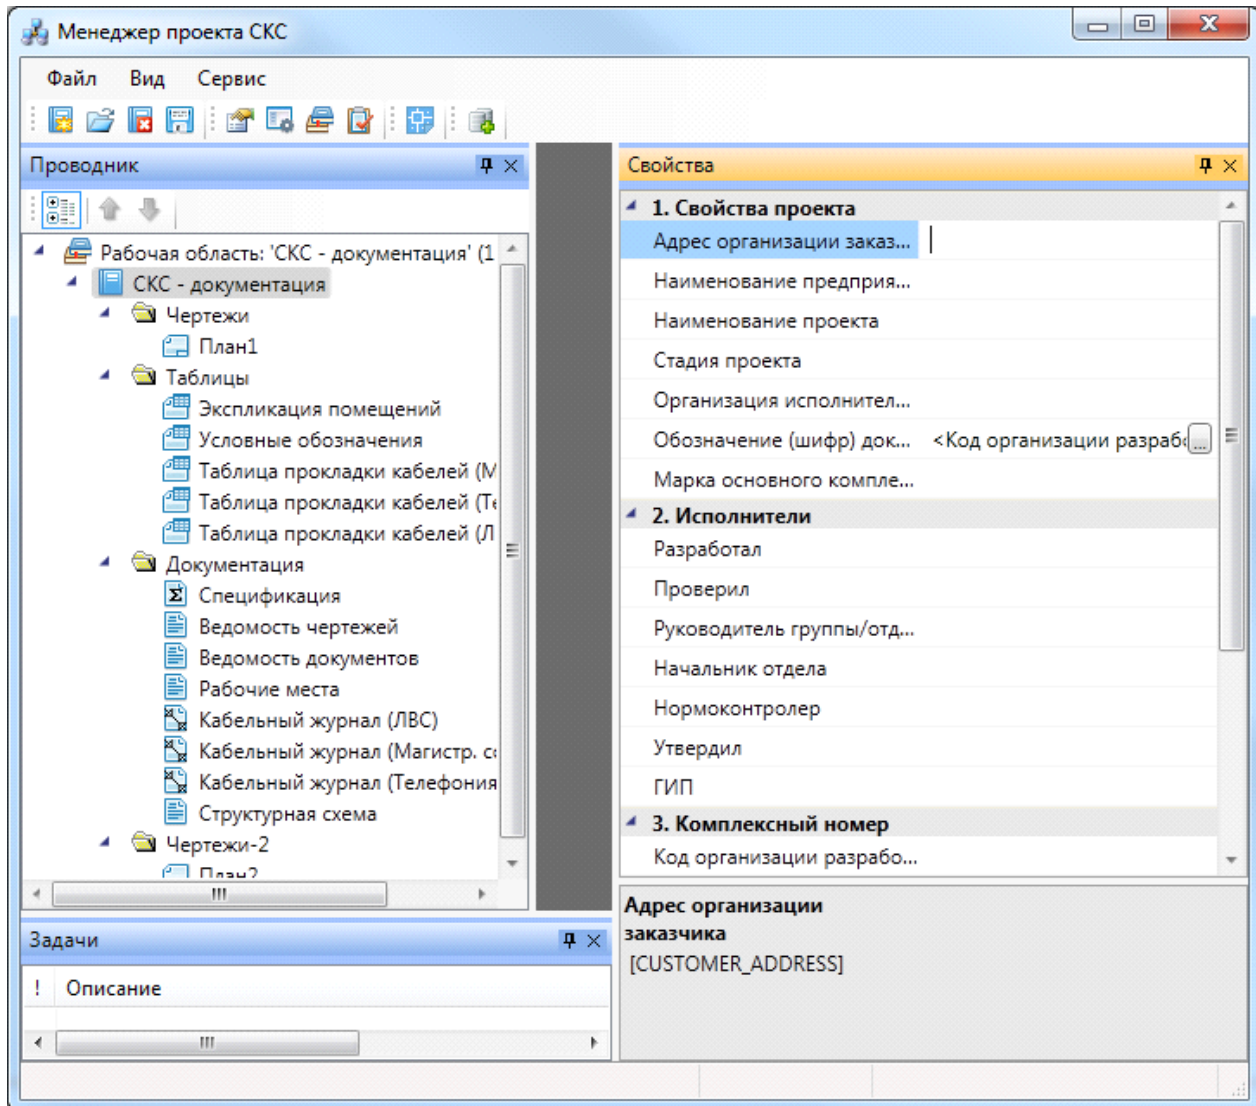 Менеджер проекта СКС
Файл Вид Сервис
Проводник
Рабочая область: 'СКС - документация' (1
СКС - документация
Чертежи
План1
Таблицы
Экспликация помещений
Условные обозначения
Таблица прокладки кабелей (М
Таблица прокладки кабелей (Те
Таблица прокладки кабелей (Л
Документация
Спецификация
Ведомость чертежей
Ведомость документов
Рабочие места
Кабельный журнал (ЛВС)
Кабельный журнал (Магистр. со
Кабельный журнал (Телефония
Структурная схема
Чертежи-2
План2
Задачи
! Описание
Свойства
1. Свойства проекта
Адрес организации заказ...
Наименование предприя...
Наименование проекта
Стадия проекта
Организация исполнител...
Обозначение (шифр) док... <Код организации разраб ...
Марка основного компле...
2. Исполнители
Разработал
Проверил
Руководитель группы/отд...
Начальник отдела
Нормоконтролер
Утвердил
ГИП
3. Комплексный номер
Код организации разрабо...
Адрес организации
заказчика
[CUSTOMER_ADDRESS]